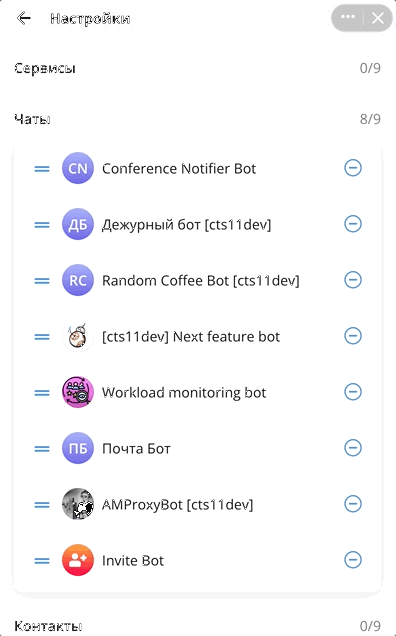 Настройки
Сервисы 0/9
Чаты 8/9
CN Conference Notifier Bot
ДБ Дежурный бот [cts11dev]
RC Random Coffee Bot [cts11dev]
[cts11dev] Next feature bot
Workload monitoring bot
ПБ Почта Бот
AMProxyBot [cts11dev]
Invite Bot
Контакты 0/9